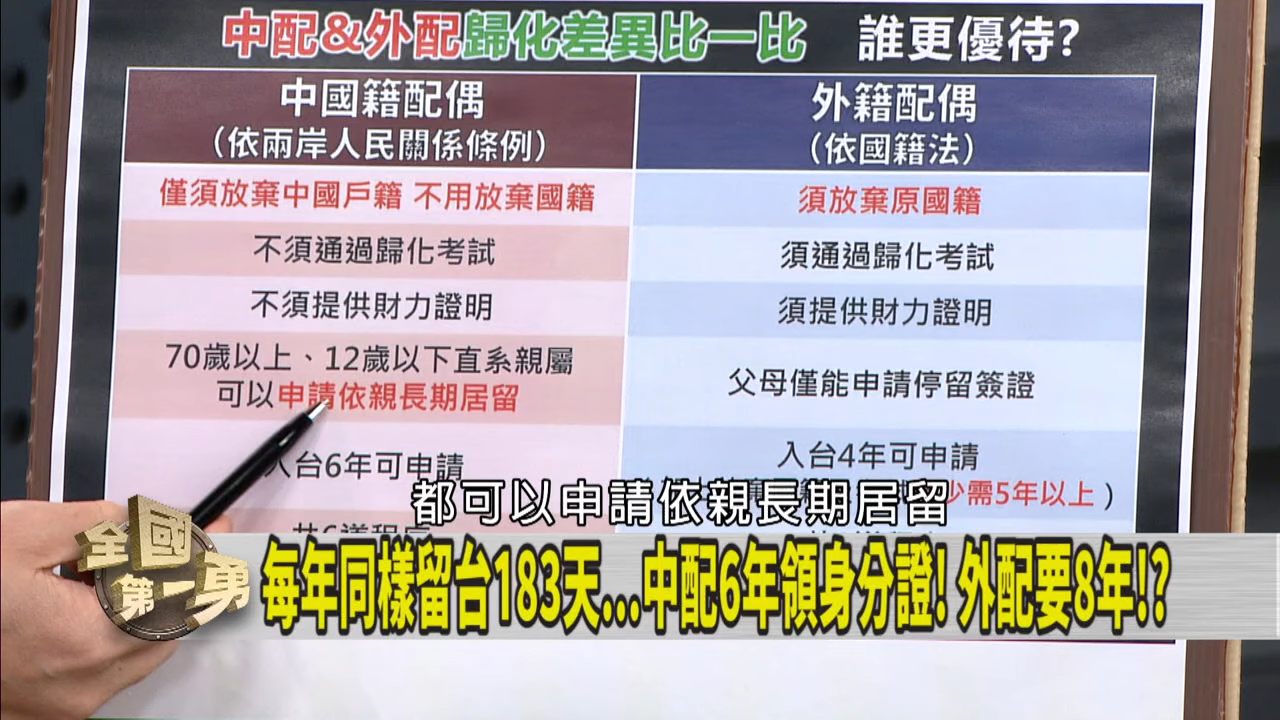 中配&外配歸化差異比一比 誰更優待?
中國籍配偶
(依兩岸人民關係條例)
外籍配偶
(依國籍法)
僅須放棄中國戶籍 不用放棄國籍
須放棄原國籍
不須通過歸化考試
須通過歸化考試
不須提供財力證明
須提供財力證明
70歲以上、12歲以下直系親屬
可以申請依親長期居留
父母僅能申請停留簽證
入台6年可申請
入台4年可申請
少需5年以上)
都可以申請依親長期居留
全國第一勇
每年同樣留台183天...中配6年領身分證! 外配要8年!?